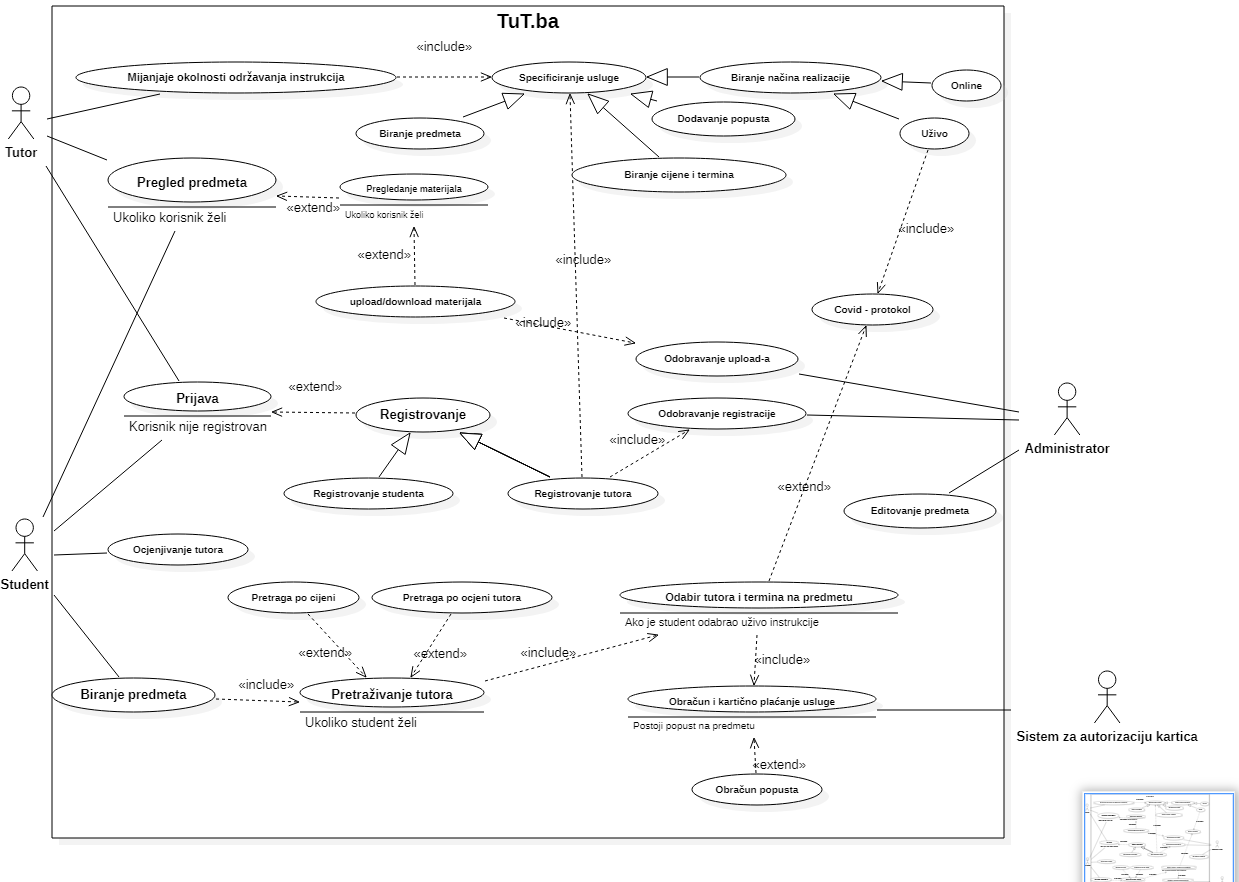 TuT.ba
«include»
Mijanjaje okolnosti održavanja instrukcija
Specificiranje usluge
Biranje načina realizacije
Online
Biranje predmeta
Dodavanje popusta
Uživo
Tutor
Biranje cijene i termina
Pregled predmeta
Ukoliko korisnik želi
«extend»
Pregledanje materijala
Ukoliko korisnik želi
«include»
«extend»
«include»
upload/download materijala
Covid - protokol
«include»
Odobravanje upload-a
Prijava
Korisnik nije registrovan
«extend»
Registrovanje
Odobravanje registracije
«include»
Administrator
Registrovanje studenta
Registrovanje tutora
«extend»
Editovanje predmeta
Student
Ocjenjivanje tutora
Pretraga po cijeni
Pretraga po ocjeni tutora
Odabir tutora i termina na predmetu
Ako je student odabrao uživo instrukcije
«extend»
«extend»
«include»
«include»
Biranje predmeta
«include»
Pretraživanje tutora
Ukoliko student želi
Obračun i kartično plaćanje usluge
Postoji popust na predmetu
Sistem za autorizaciju kartica
«extend»
Obračun popusta